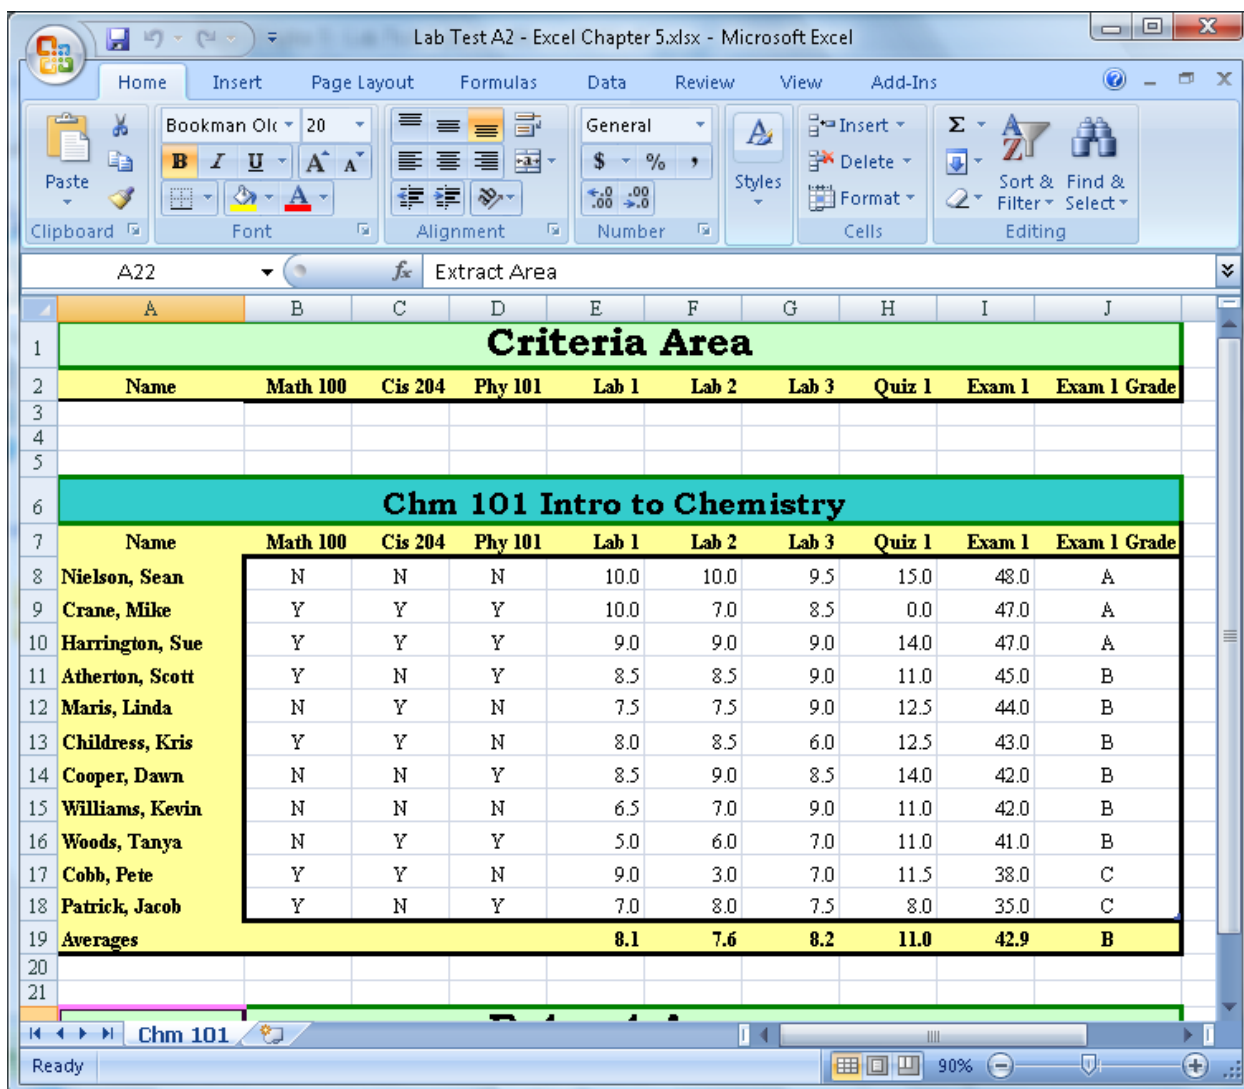 Lab Test A2 - Excel Chapter 5.xlsx - Microsoft Excel
Home Insert Page Layout Formulas Data Review View Add-Ins
Paste
Clipboard
Bookman Olc 20
B I U A A
A
Font
Alignment
General
$ % ,
.0 .00
.00 .0
Number
Styles
Insert
Delete
Format
Cells
Σ
Sort & Filter
Find & Select
Editing
A22 fx Extract Area
A B C D E F G H I J
1 Criteria Area
2 Name Math 100 Cis 204 Phy 101 Lab 1 Lab 2 Lab 3 Quiz 1 Exam 1 Exam 1 Grade
3
4
5
6 Chm 101 Intro to Chemistry
7 Name Math 100 Cis 204 Phy 101 Lab 1 Lab 2 Lab 3 Quiz 1 Exam 1 Exam 1 Grade
8 Nielson, Sean N N N 10.0 10.0 9.5 15.0 48.0 A
9 Crane, Mike Y Y Y 10.0 7.0 8.5 0.0 47.0 A
10 Harrington, Sue Y Y Y 9.0 9.0 9.0 14.0 47.0 A
11 Atherton, Scott Y N Y 8.5 8.5 9.0 11.0 45.0 B
12 Maris, Linda N Y N 7.5 7.5 9.0 12.5 44.0 B
13 Childress, Kris Y Y N 8.0 8.5 6.0 12.5 43.0 B
14 Cooper, Dawn N N Y 8.5 9.0 8.5 14.0 42.0 B
15 Williams, Kevin N N N 6.5 7.0 9.0 11.0 42.0 B
16 Woods, Tanya N Y Y 5.0 6.0 7.0 11.0 41.0 B
17 Cobb, Pete Y Y N 9.0 3.0 7.0 11.5 38.0 C
18 Patrick, Jacob Y N Y 7.0 8.0 7.5 8.0 35.0 C
19 Averages 8.1 7.6 8.2 11.0 42.9 B
20
21
Chm 101
Ready 90%